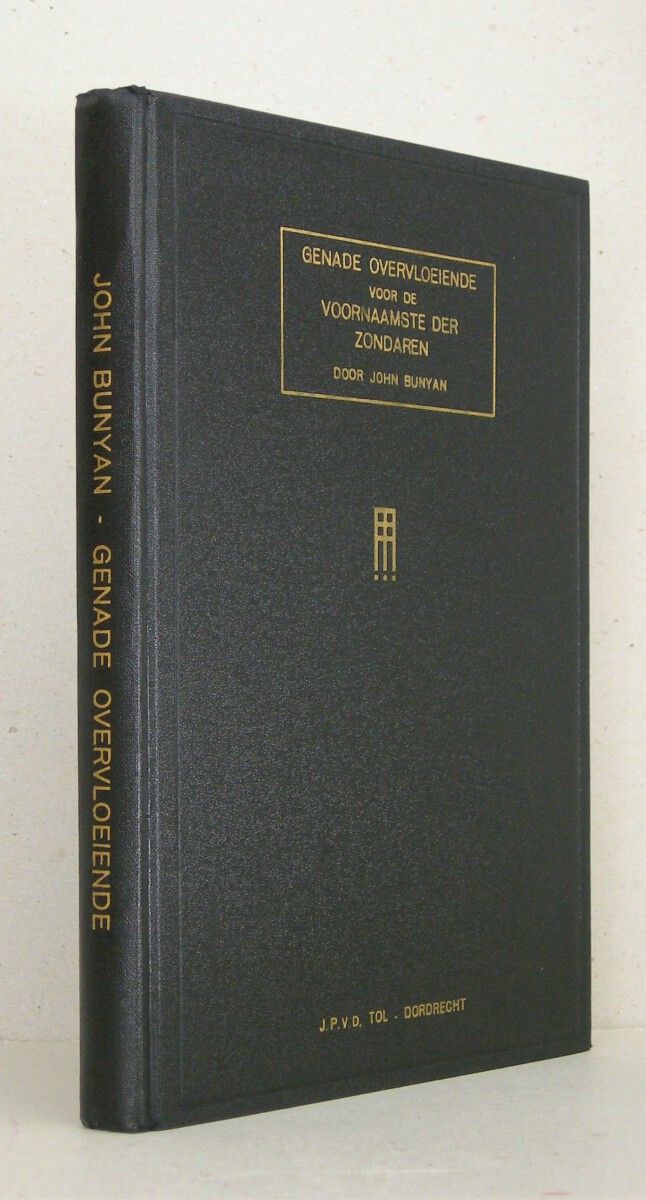 JOHN BUNYAN - GENADE OVERVLOEIENDE
GENADE OVERVLOEIENDE
VOOR DE
VOORNAAMSTE DER
ZONDAREN
DOOR JOHN BUNYAN
J.P.V.D. TOL - DORDRECHT